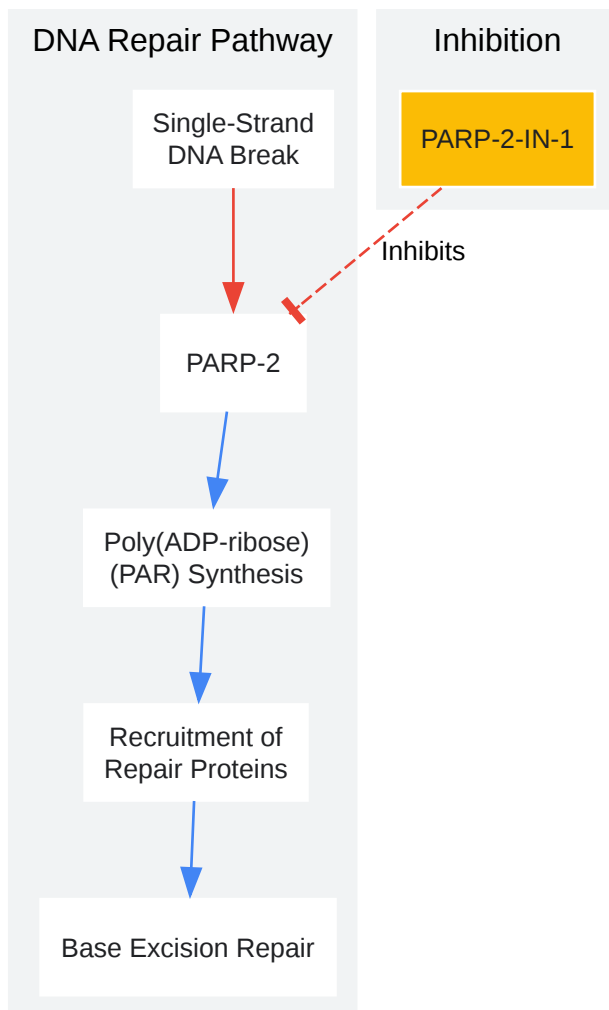 DNA Repair Pathway
Inhibition
Single-Strand
DNA Break
PARP-2-IN-1
Inhibits
PARP-2
Poly(ADP-ribose)
(PAR) Synthesis
Recruitment of
Repair Proteins
Base Excision Repair